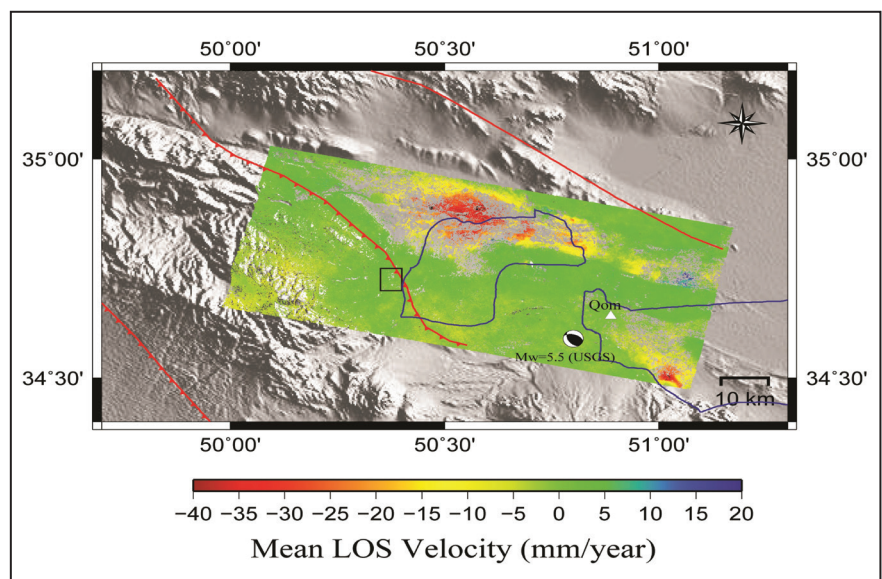 50°00' 50°30' 51°00'
35°00' 35°00'
Qom
Mw=5.5 (USGS)
34°30' 34°30'
10 km
50°00' 50°30' 51°00'
−40 −35 −30 −25 −20 −15 −10 −5 0 5 10 15 20
Mean LOS Velocity (mm/year)